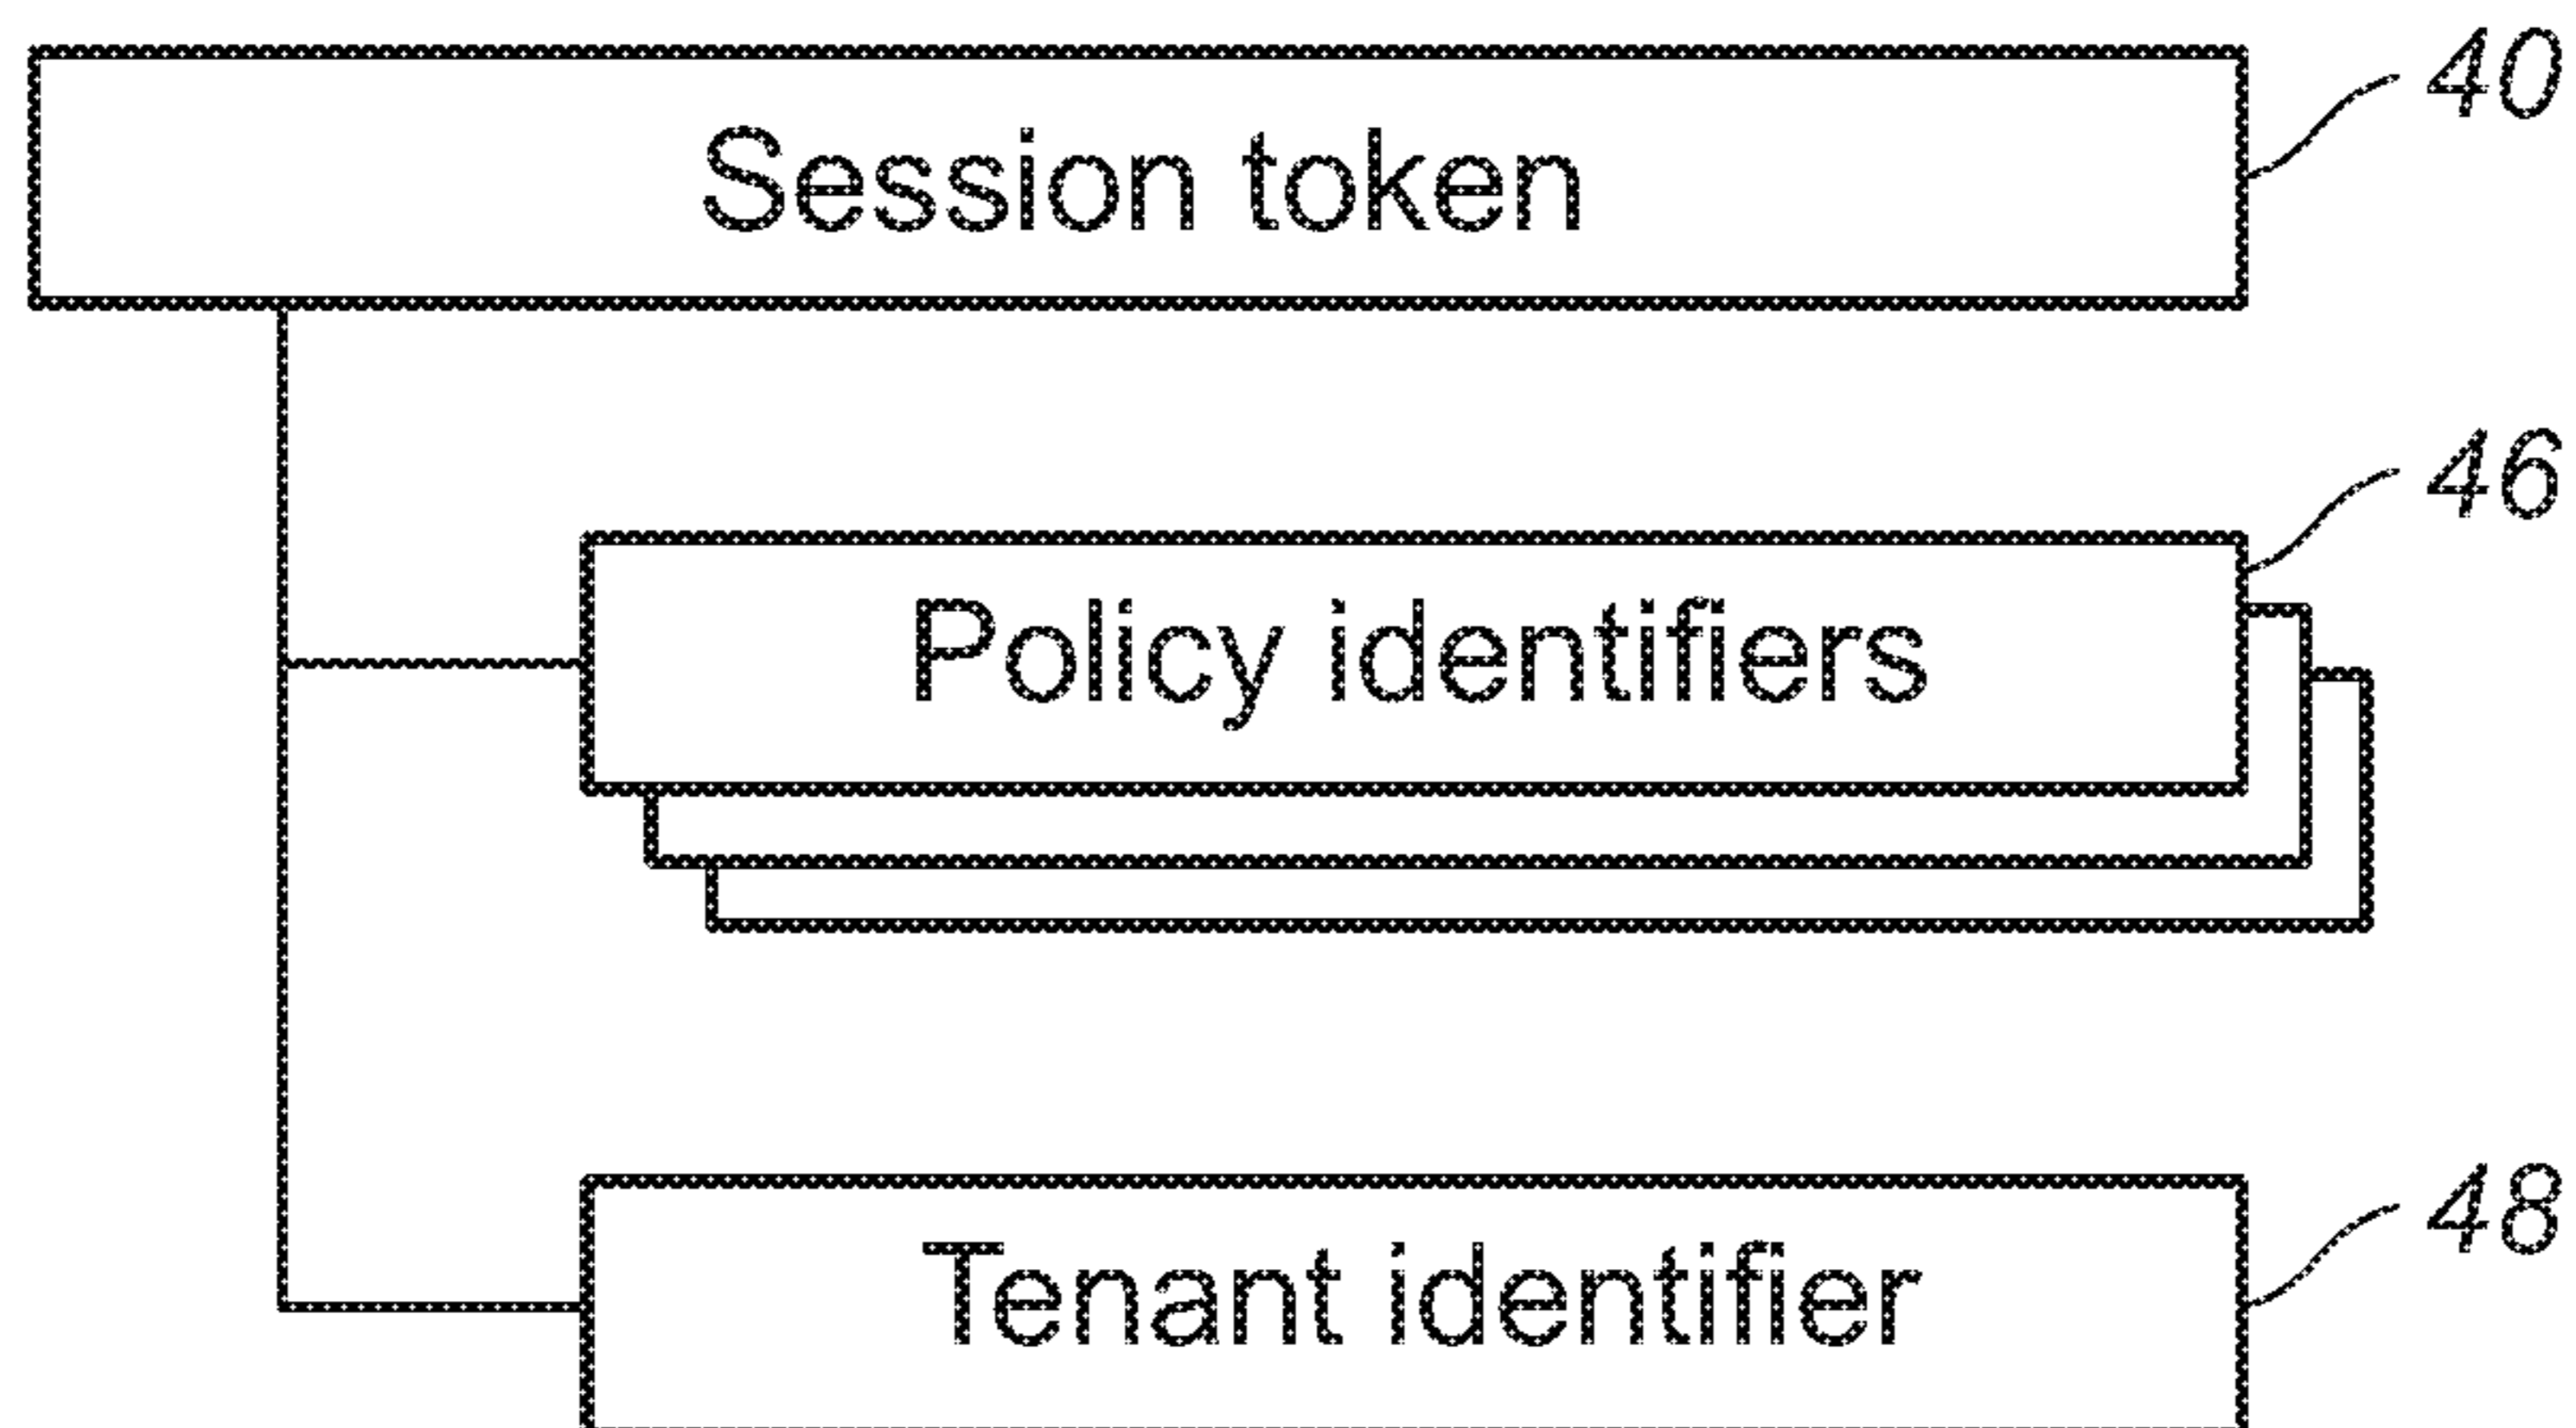 40
Session token
46
Policy identifiers
48
Tenant identifier